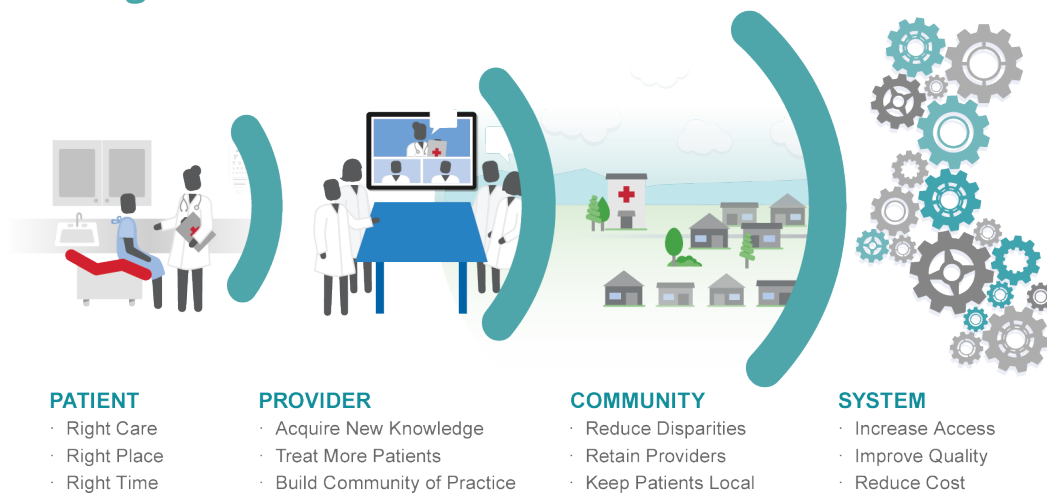 PATIENT
· Right Care
· Right Place
· Right Time
PROVIDER
· Acquire New Knowledge
· Treat More Patients
· Build Community of Practice
COMMUNITY
· Reduce Disparities
· Retain Providers
· Keep Patients Local
SYSTEM
· Increase Access
· Improve Quality
· Reduce Cost